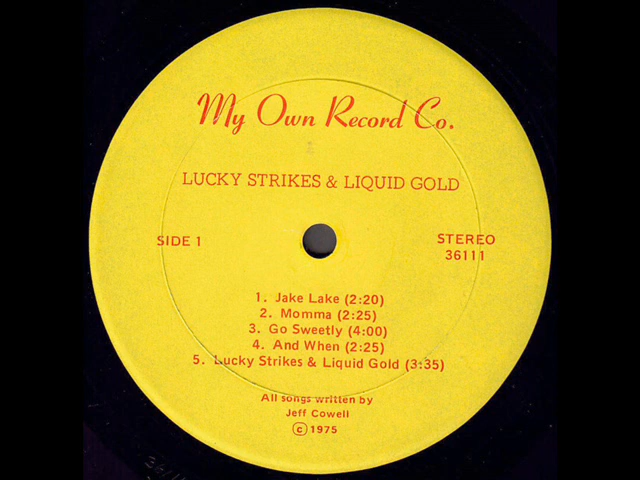 My Own Record Co.
LUCKY STRIKES & LIQUID GOLD
SIDE 1
STEREO
36111
1. Jake Lake (2:20)
2. Momma (2:25)
3. Go Sweetly (4:00)
4. And When (2:25)
5. Lucky Strikes & Liquid Gold (3:35)
All songs written by
Jeff Cowell
© 1975